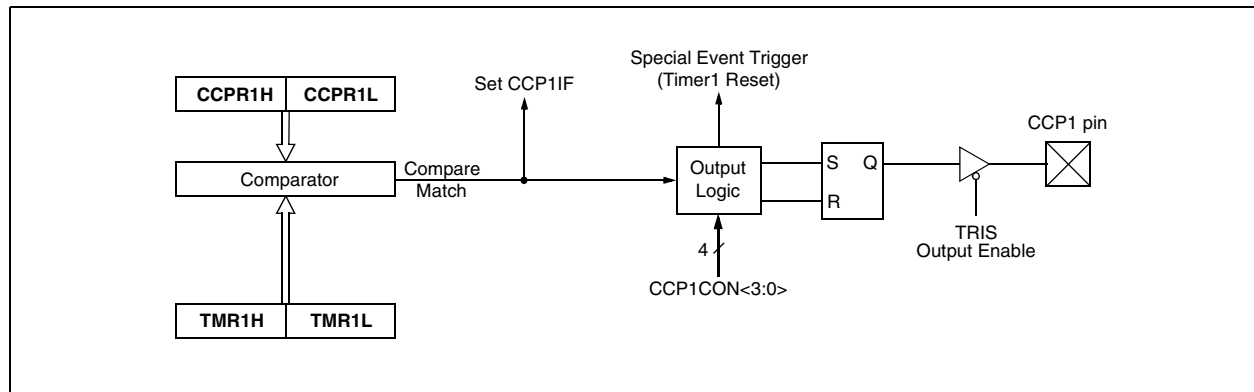 Special Event Trigger
(Timer1 Reset)
Set CCP1IF
CCPR1H CCPR1L
CCP1 pin
Comparator
Compare
Match
Output
Logic
S Q
R
TRIS
Output Enable
4
CCP1CON<3:0>
TMR1H TMR1L